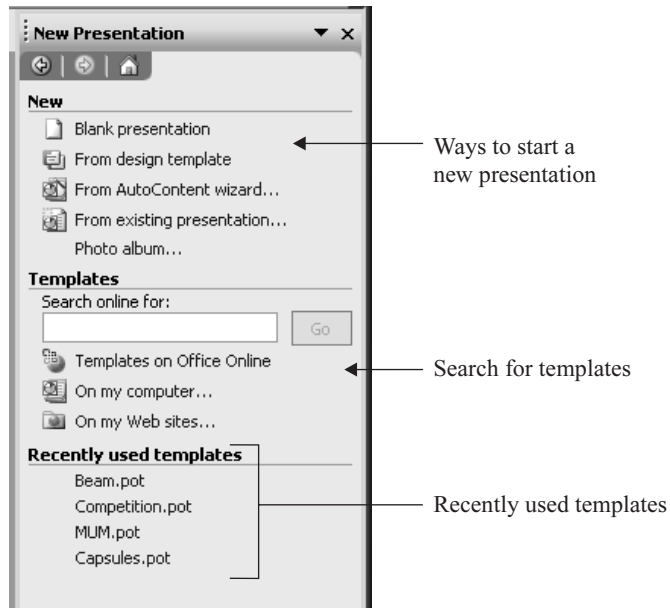 New Presentation
New
Blank presentation
From design template
From AutoContent wizard...
From existing presentation...
Photo album...
Ways to start a
new presentation
Templates
Search online for:
Go
Templates on Office Online
On my computer...
On my Web sites...
Search for templates
Recently used templates
Beam.pot
Competition.pot
MUM.pot
Capsules.pot
Recently used templates